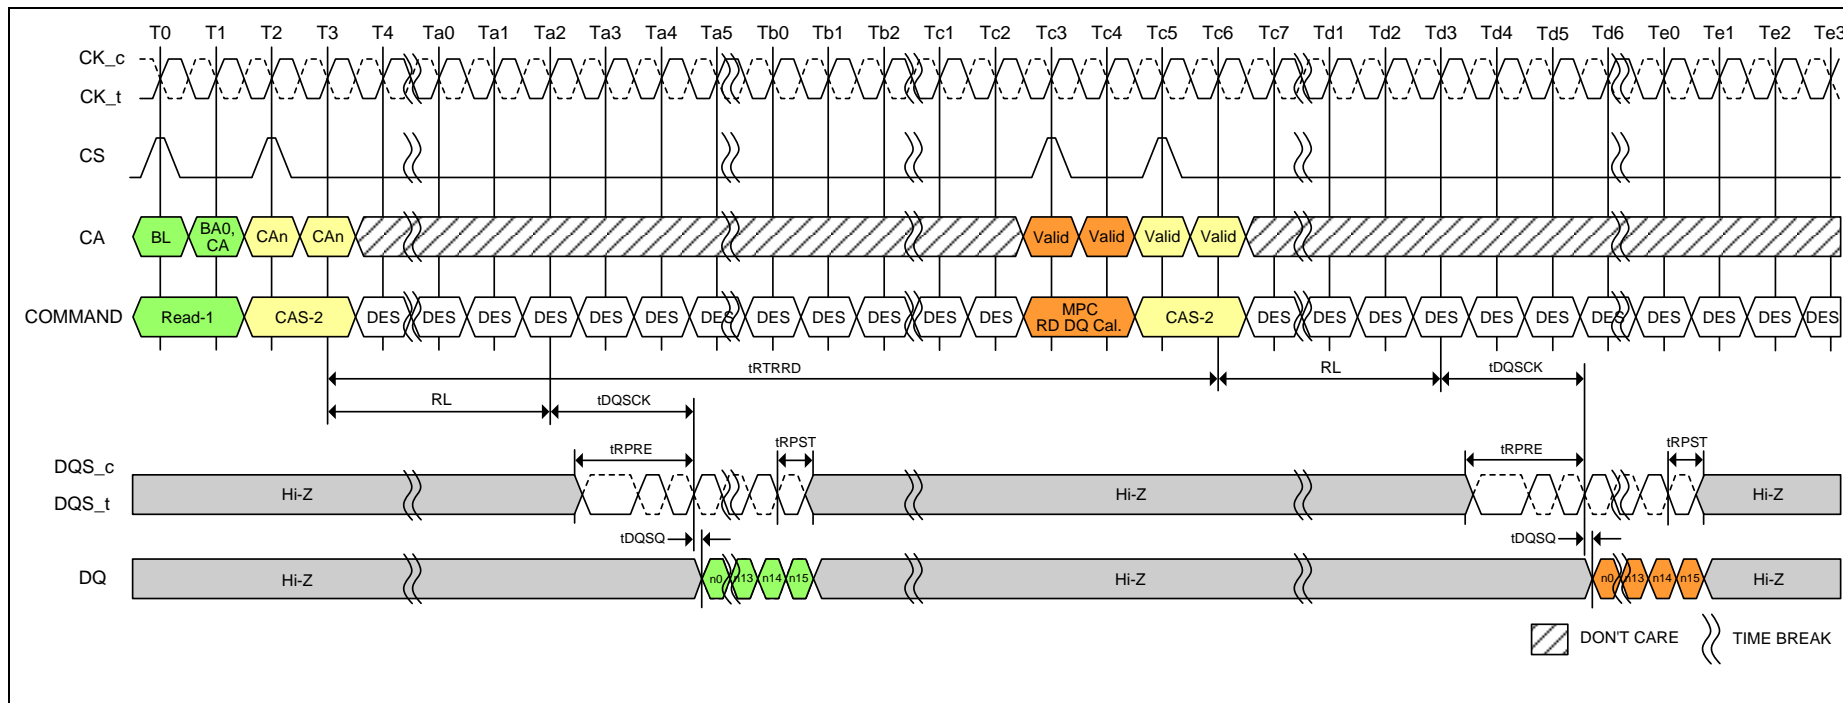 T0 T1 T2 T3 T4 Ta0 Ta1 Ta2 Ta3 Ta4 Ta5 Tb0 Tb1 Tb2 Tc1 Tc2 Tc3 Tc4 Tc5 Tc6 Tc7 Td1 Td2 Td3 Td4 Td5 Td6 Te0 Te1 Te2 Te3
CK_c
CK_t
CS
CA BL BA0, CA CAn CAn Valid Valid Valid Valid
COMMAND Read-1 CAS-2 DES DES DES DES DES DES DES DES DES DES DES DES MPC RD DQ Cal. CAS-2 DES DES DES DES DES DES DES DES DES DES DES
tRTRRD RL tDQSCK
RL tDQSCK
tRPRE tRPST tRPRE tRPST
DQS_c
DQS_t
Hi-Z Hi-Z Hi-Z
tDQSQ tDQSQ
DQ Hi-Z n0 n13 n14 n15 Hi-Z n0 n13 n14 n15 Hi-Z
DON'T CARE TIME BREAK